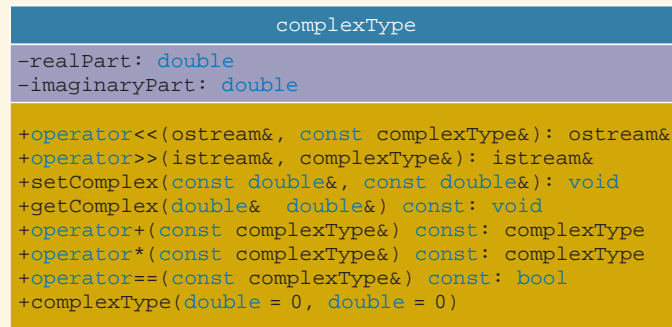 complexType
-realPart: double
-imaginaryPart: double
+operator<<(ostream&, const complexType&): ostream&
+operator>>(istream&, complexType&): istream&
+setComplex(const double&, const double&): void
+getComplex(double& double&) const: void
+operator+(const complexType&) const: complexType
+operator*(const complexType&) const: complexType
+operator==(const complexType&) const: bool
+complexType(double = 0, double = 0)